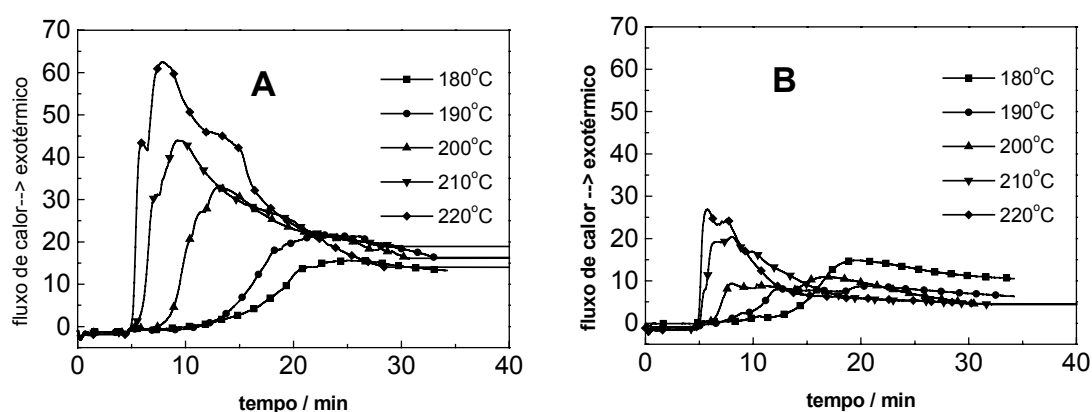 fluxo de calor--> exotérmico
70
60
50
40
30
20
10
0
A
180°C
190°C
200°C
210°C
220°C
0 10 20 30 40
tempo / min
fluxo de calor --> exotérmico
70
60
50
40
30
20
10
0
B
180°C
190°C
200°C
210°C
220°C
0 10 20 30 40
tempo / min